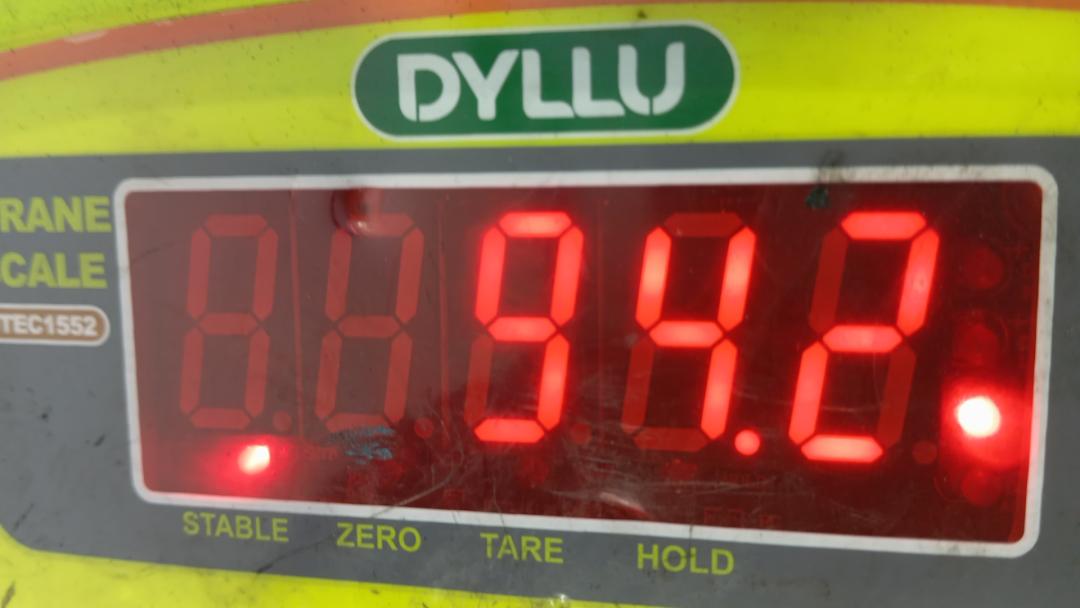 DYLLU
RANE
CALE
TEC1552
94.2
STABLE ZERO TARE HOLD